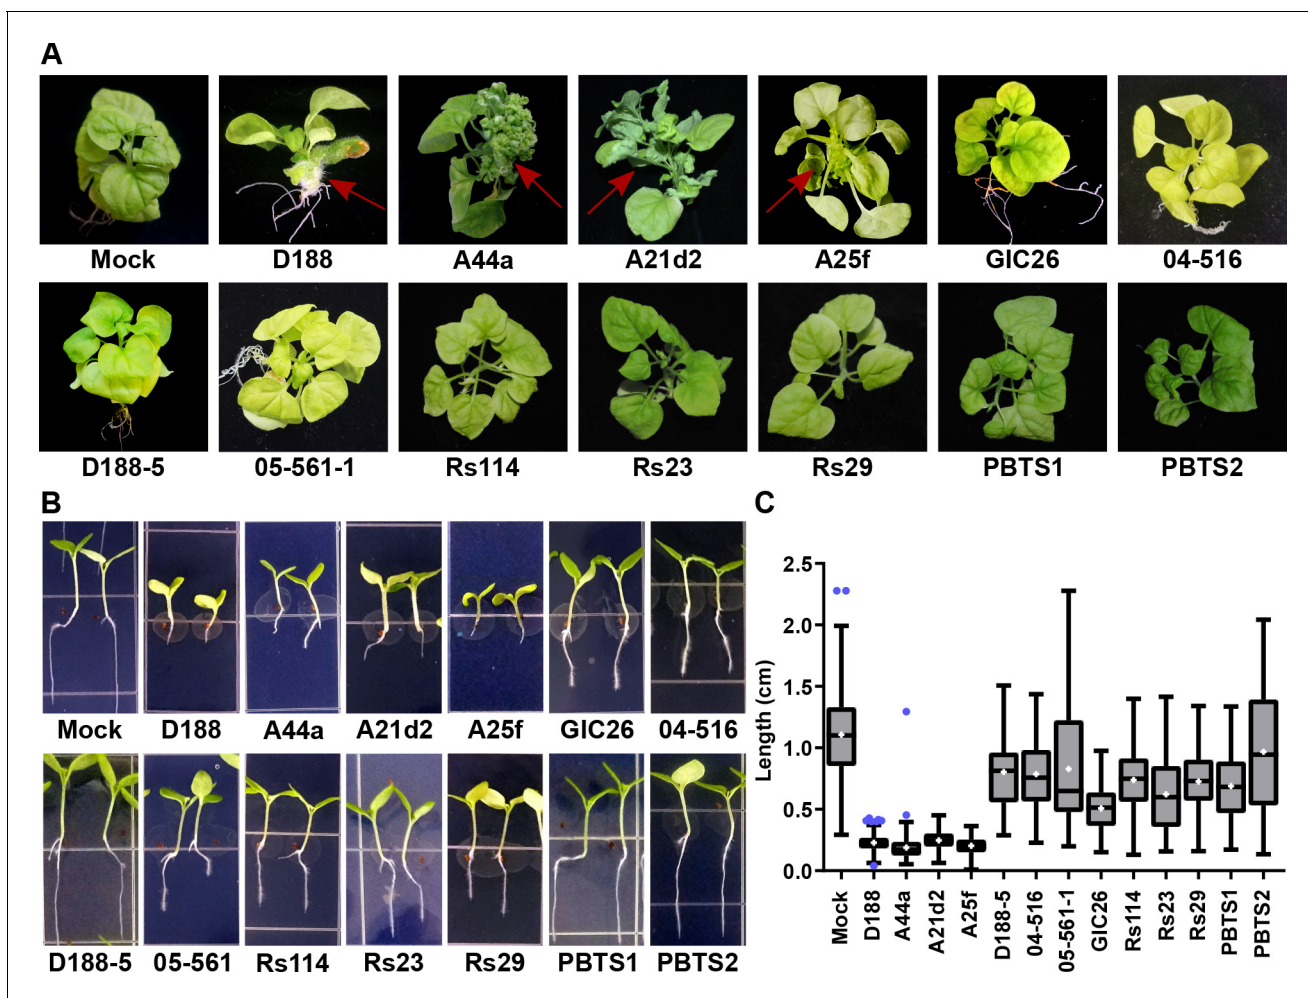 A
Mock D188 A44a A21d2 A25f GIC26 04-516
D188-5 05-561-1 Rs114 Rs23 Rs29 PBTS1 PBTS2
B
Mock D188 A44a A21d2 A25f GIC26 04-516
D188-5 05-561 Rs114 Rs23 Rs29 PBTS1 PBTS2
C
Length (cm)
2.5
2.0
1.5
1.0
0.5
0.0
Mock
D188
A44a
A21d2
A25f
D188-5
04-516
05-561-1
GIC26
Rs114
Rs23
Rs29
PBTS1
PBTS2